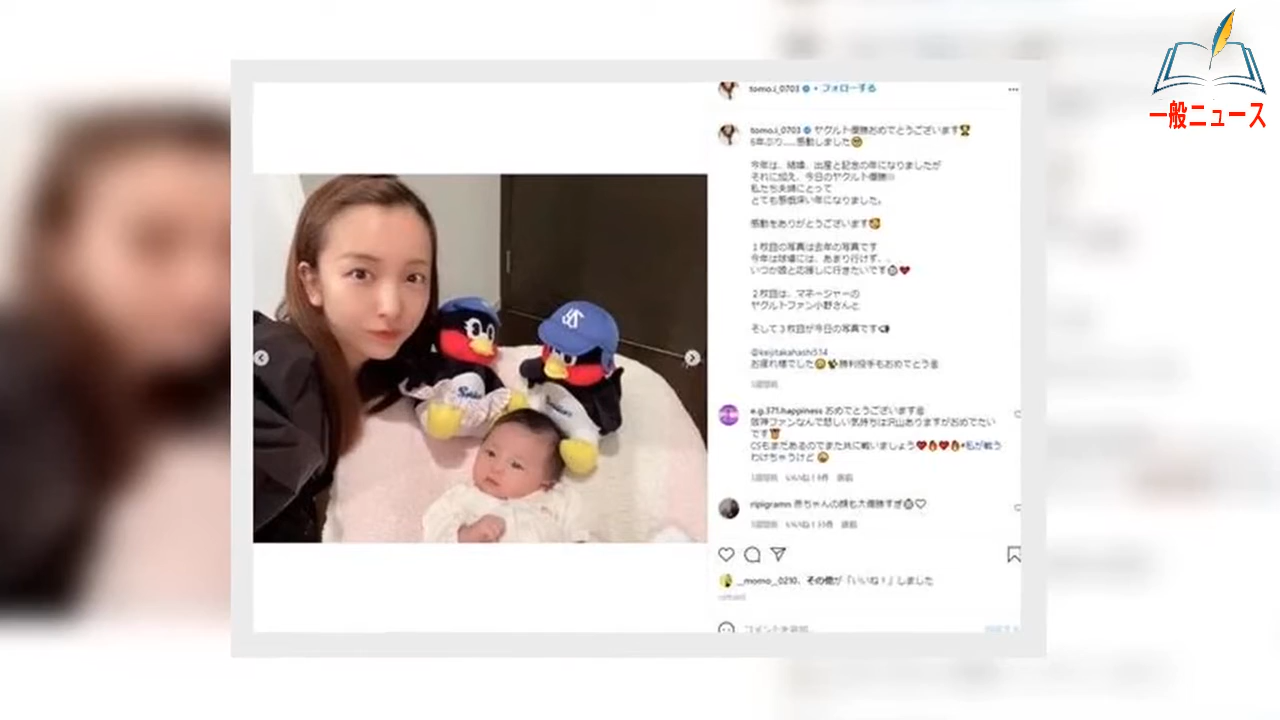 一般ニュース
tomo.i_0703 • フォローする
tomo.i_0703 ヤクルト優勝おめでとうございます🏆
6年ぶり......感動しました🥹
今年は、結婚、出産と記念の年になりましたが
それに加え、今日のヤクルト優勝
私たち夫婦にとって
とても感慨深い年になりました。
感動をありがとうございます
1枚目の写真は去年の写真です
今年は球場には、あまり行けず、、
いつか娘と応援しに行きたいです
2枚目は、マネージャーの
ヤクルトファン小野さんと
そして3枚目が今日の写真です
@keijitakahashi514
お疲れ様でした 勝利投手もおめでとう
e.g.371.happiness おめでとうございます
阪神ファンなんで悲しい気持ちは沢山ありますがおめでたい
です
CSもまだあるのでまた共に戦いましょう 私が戦う
わけちゃうけど
ripigramn 赤ちゃんの顔も大優勝すぎ
__momo__0210、その他が「いいね！」しました